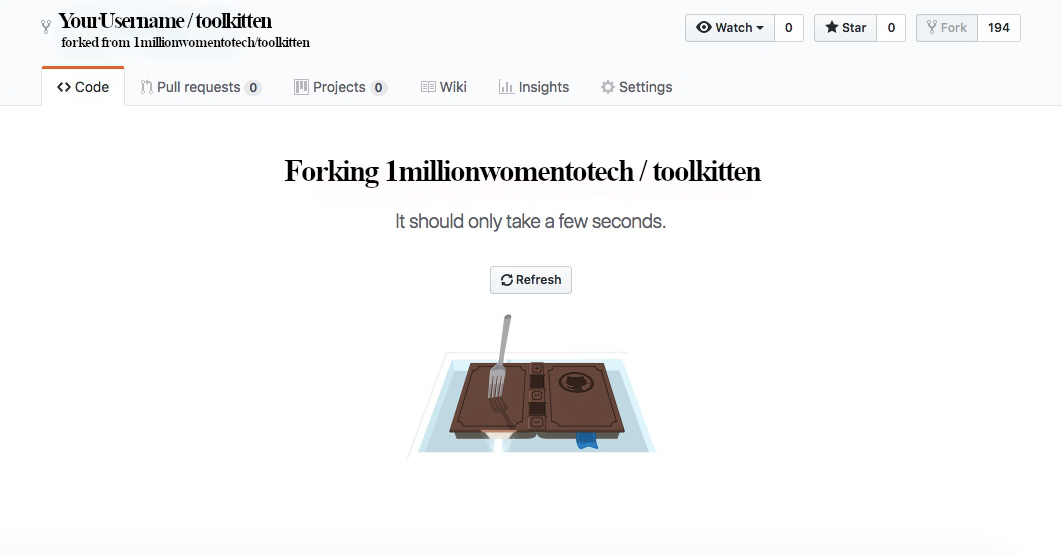 YourUsername / toolkitten
forked from 1millionwomentotech/toolkitten
Watch 0 Star 0 Fork 194
Code Pull requests 0 Projects 0 Wiki Insights Settings
Forking 1millionwomentotech / toolkitten
It should only take a few seconds.
Refresh